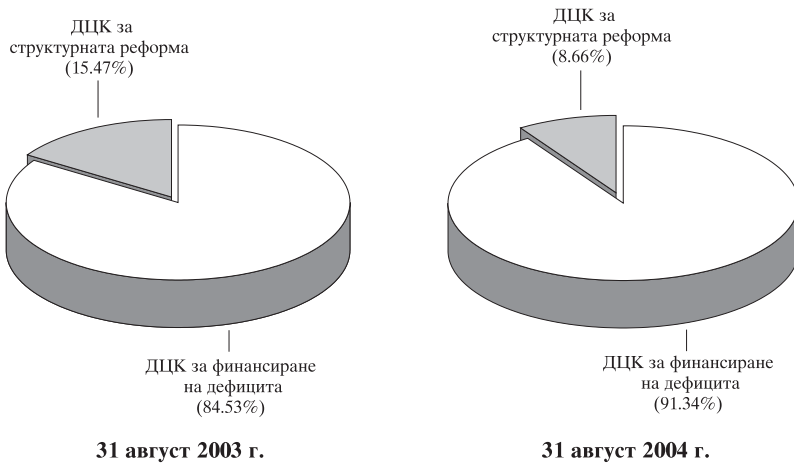 ДЦК за
структурната реформа
(15.47%)
ДЦК за финансиране
на дефицита
(84.53%)
31 август 2003 г.
ДЦК за
структурната реформа
(8.66%)
ДЦК за финансиране
на дефицита
(91.34%)
31 август 2004 г.